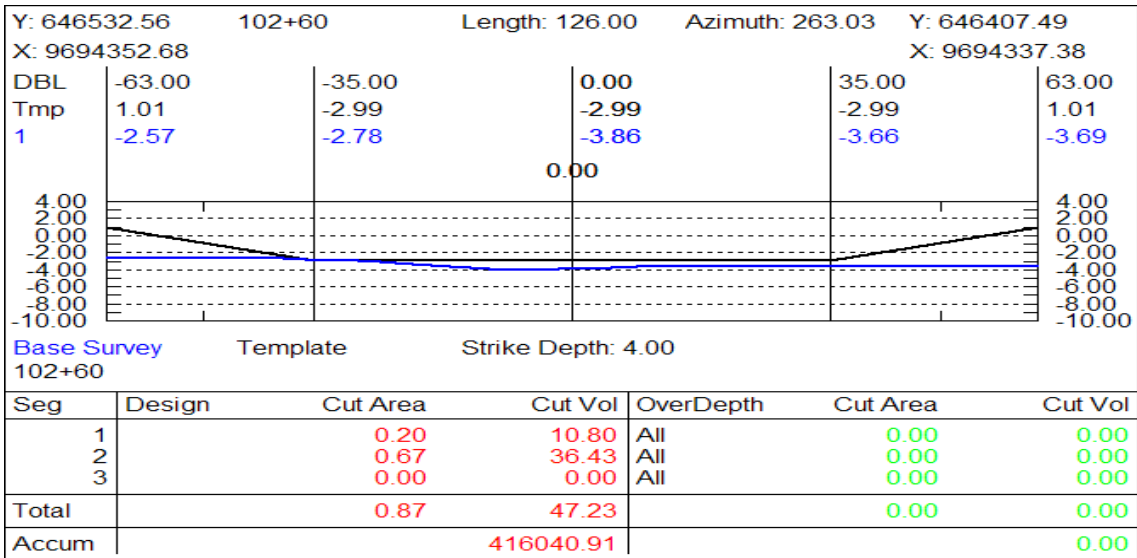 Y: 646532.56 102+60 Length: 126.00 Azimuth: 263.03 Y: 646407.49
X: 9694352.68 X: 9694337.38
DBL -63.00 -35.00 0.00 35.00 63.00
Tmp 1.01 -2.99 -2.99 -2.99 1.01
1 -2.57 -2.78 -3.86 -3.66 -3.69
0.00
4.00 4.00
2.00 2.00
0.00 0.00
-2.00 -2.00
-4.00 -4.00
-6.00 -6.00
-8.00 -8.00
-10.00 -10.00
Base Survey Template Strike Depth: 4.00
102+60
Seg Design Cut Area Cut Vol OverDepth Cut Area Cut Vol
1 0.20 10.80 All 0.00 0.00
2 0.67 36.43 All 0.00 0.00
3 0.00 0.00 All 0.00 0.00
Total 0.87 47.23 0.00 0.00
Accum 416040.91 0.00